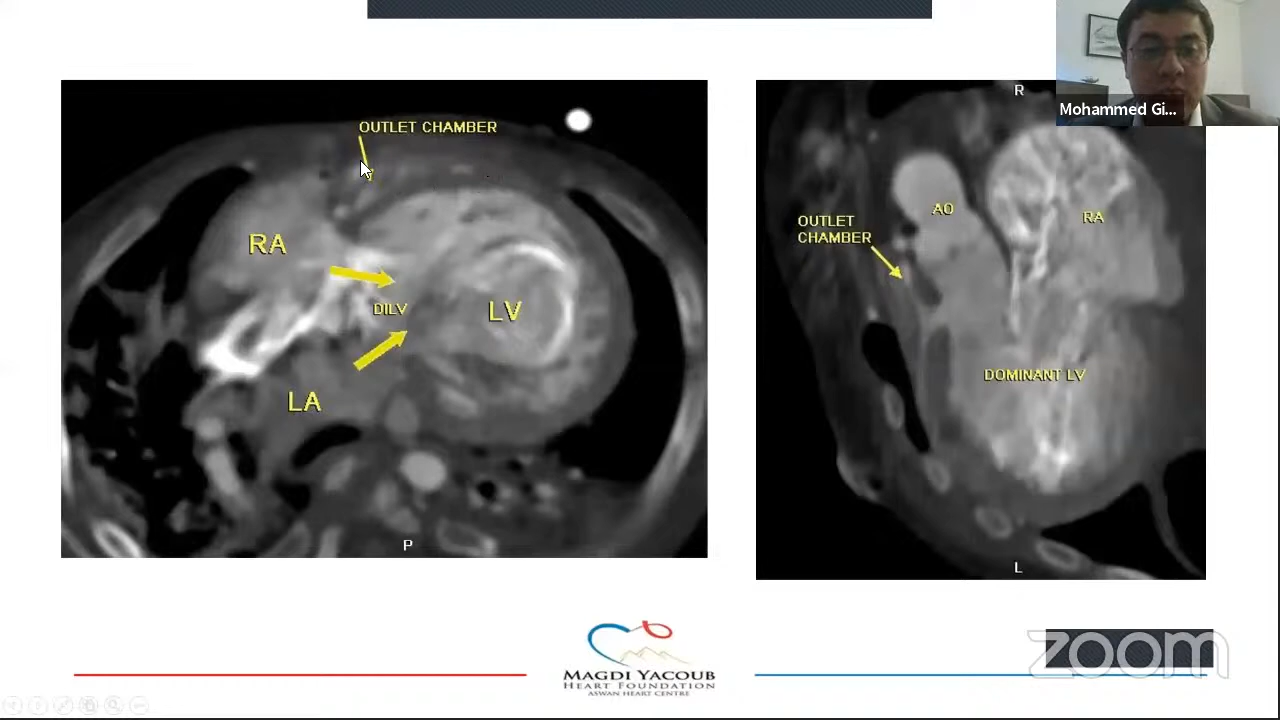 OUTLET CHAMBER
RA
DILV
LV
LA
P
R
Mohammed Gi...
AO
RA
OUTLET
CHAMBER
DOMINANT LV
L
MAGDI YACOUB
HEART FOUNDATION
ASWAN HEART CENTRE
zoom